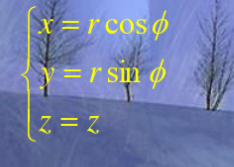 x = r cos ϕ
y = r sin ϕ
z = z